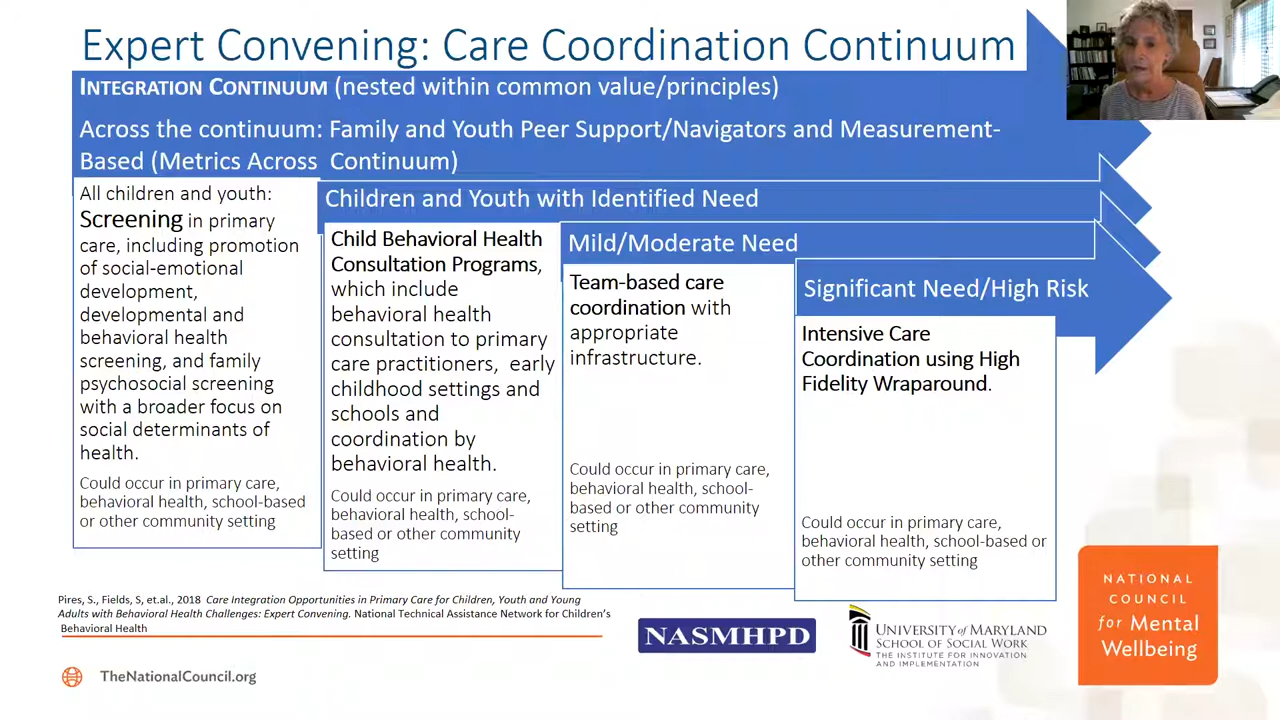 Expert Convening: Care Coordination Continuum
INTEGRATION CONTINUUM (nested within common value/principles)
Across the continuum: Family and Youth Peer Support/Navigators and Measurement-
Based (Metrics Across Continuum)
All children and youth:
Screening in primary
care, including promotion
of social-emotional
development,
developmental and
behavioral health
screening, and family
psychosocial screening
with a broader focus on
social determinants of
health.
Could occur in primary care,
behavioral health, school-based
or other community setting
Children and Youth with Identified Need
Child Behavioral Health
Consultation Programs,
which include
behavioral health
consultation to primary
care practitioners, early
childhood settings and
schools and
coordination by
behavioral health.
Could occur in primary care,
behavioral health, school-
based or other community
setting
Mild/Moderate Need
Team-based care
coordination with
appropriate
infrastructure.
Could occur in primary care,
behavioral health, school-
based or other community
setting
Significant Need/High Risk
Intensive Care
Coordination using High
Fidelity Wraparound.
Could occur in primary care,
behavioral health, school-based or
other community setting
Pires, S., Fields, S, et.al., 2018 Care Integration Opportunities in Primary Care for Children, Youth and Young
Adults with Behavioral Health Challenges: Expert Convening. National Technical Assistance Network for Children's
Behavioral Health
TheNationalCouncil.org
NASMHPD
UNIVERSITY of MARYLAND
SCHOOL OF SOCIAL WORK
THE INSTITUTE FOR INNOVATION
AND IMPLEMENTATION
NATIONAL
COUNCIL
for Mental
Wellbeing